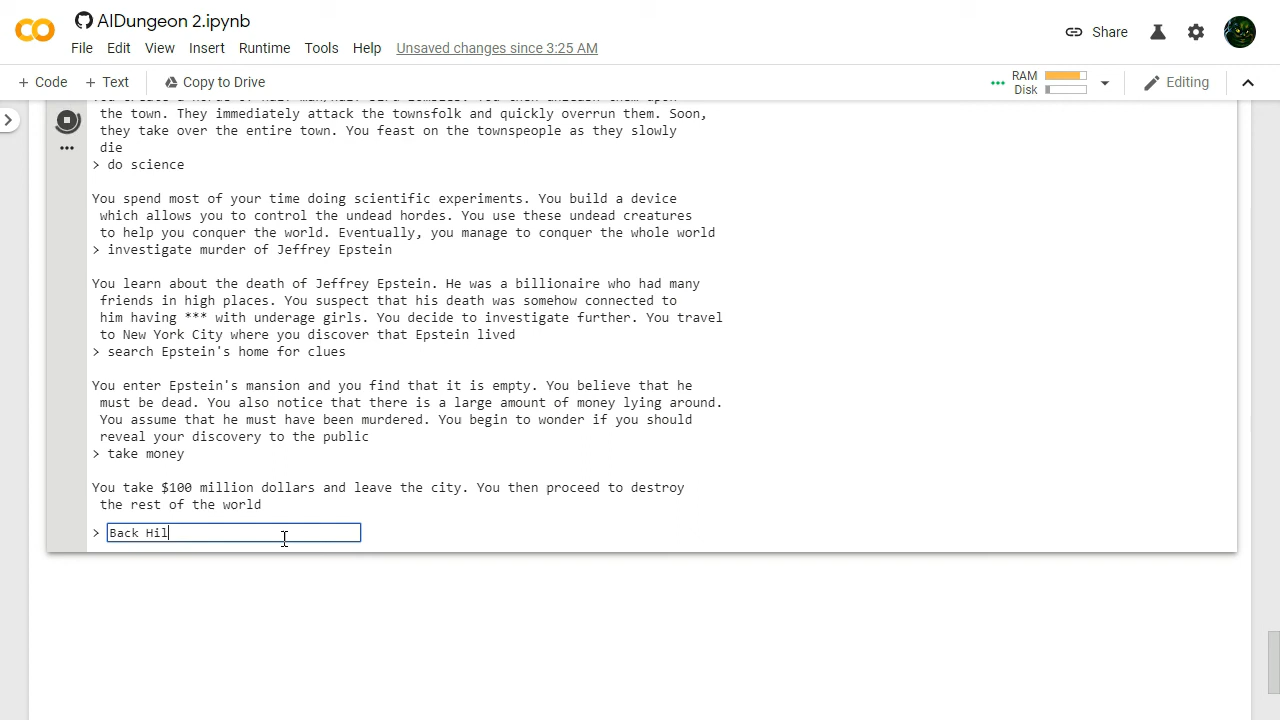 AIDungeon 2.ipynb
File Edit View Insert Runtime Tools Help Unsaved changes since 3:25 AM
Share
+ Code + Text Copy to Drive
RAM
Disk
Editing
the town. They immediately attack the townsfolk and quickly overrun them. Soon,
they take over the entire town. You feast on the townspeople as they slowly
die
> do science
You spend most of your time doing scientific experiments. You build a device
which allows you to control the undead hordes. You use these undead creatures
to help you conquer the world. Eventually, you manage to conquer the whole world
> investigate murder of Jeffrey Epstein
You learn about the death of Jeffrey Epstein. He was a billionaire who had many
friends in high places. You suspect that his death was somehow connected to
him having *** with underage girls. You decide to investigate further. You travel
to New York City where you discover that Epstein lived
> search Epstein's home for clues
You enter Epstein's mansion and you find that it is empty. You believe that he
must be dead. You also notice that there is a large amount of money lying around.
You assume that he must have been murdered. You begin to wonder if you should
reveal your discovery to the public
> take money
You take $100 million dollars and leave the city. You then proceed to destroy
the rest of the world
> Back Hil